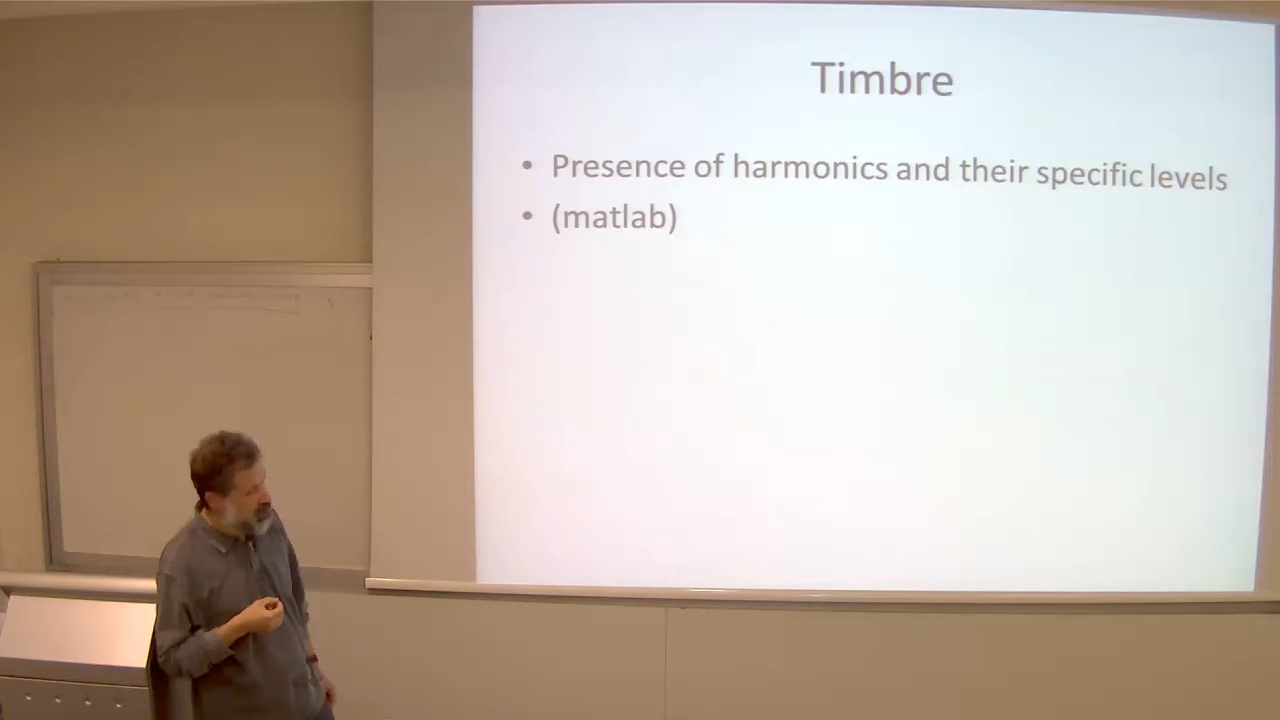 Timbre
• Presence of harmonics and their specific levels
• (matlab)